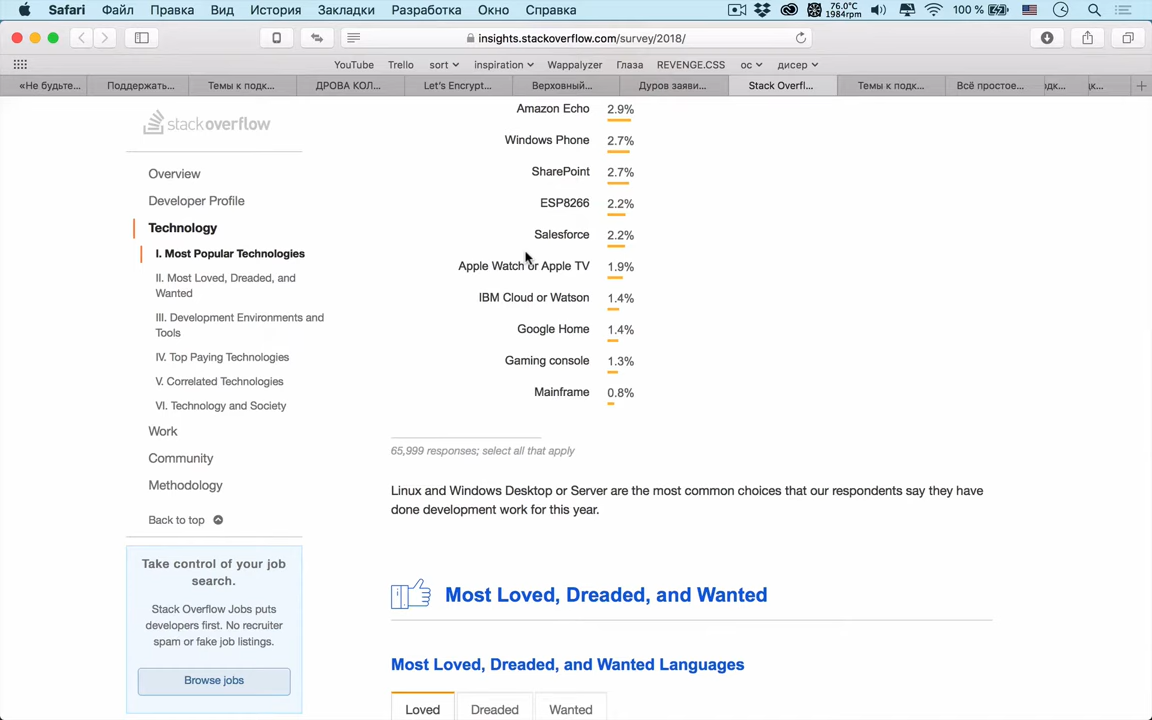 Safari Файл Правка Вид История Закладки Разработка Окно Справка 76.0°C 1984rpm 100 %
insights.stackoverflow.com/survey/2018/
YouTube Trello sort inspiration Wappalyzer Глаза REVENGE.CSS ос дисер
«Не будьте... Поддержать... Темы к подк... ДРОВА КОЛ... Let's Encrypt... Верховный... Дуров заяви... Stack Overfl... Темы к подк... Всё простое...
stackoverflow
Overview
Developer Profile
Technology
I. Most Popular Technologies
II. Most Loved, Dreaded, and
Wanted
III. Development Environments and
Tools
IV. Top Paying Technologies
V. Correlated Technologies
VI. Technology and Society
Work
Community
Methodology
Back to top
Take control of your job
search.
Stack Overflow Jobs puts
developers first. No recruiter
spam or fake job listings.
Browse jobs
Amazon Echo 2.9%
Windows Phone 2.7%
SharePoint 2.7%
ESP8266 2.2%
Salesforce 2.2%
Apple Watch or Apple TV 1.9%
IBM Cloud or Watson 1.4%
Google Home 1.4%
Gaming console 1.3%
Mainframe 0.8%
65,999 responses; select all that apply
Linux and Windows Desktop or Server are the most common choices that our respondents say they have
done development work for this year.
Most Loved, Dreaded, and Wanted
Most Loved, Dreaded, and Wanted Languages
Loved Dreaded Wanted